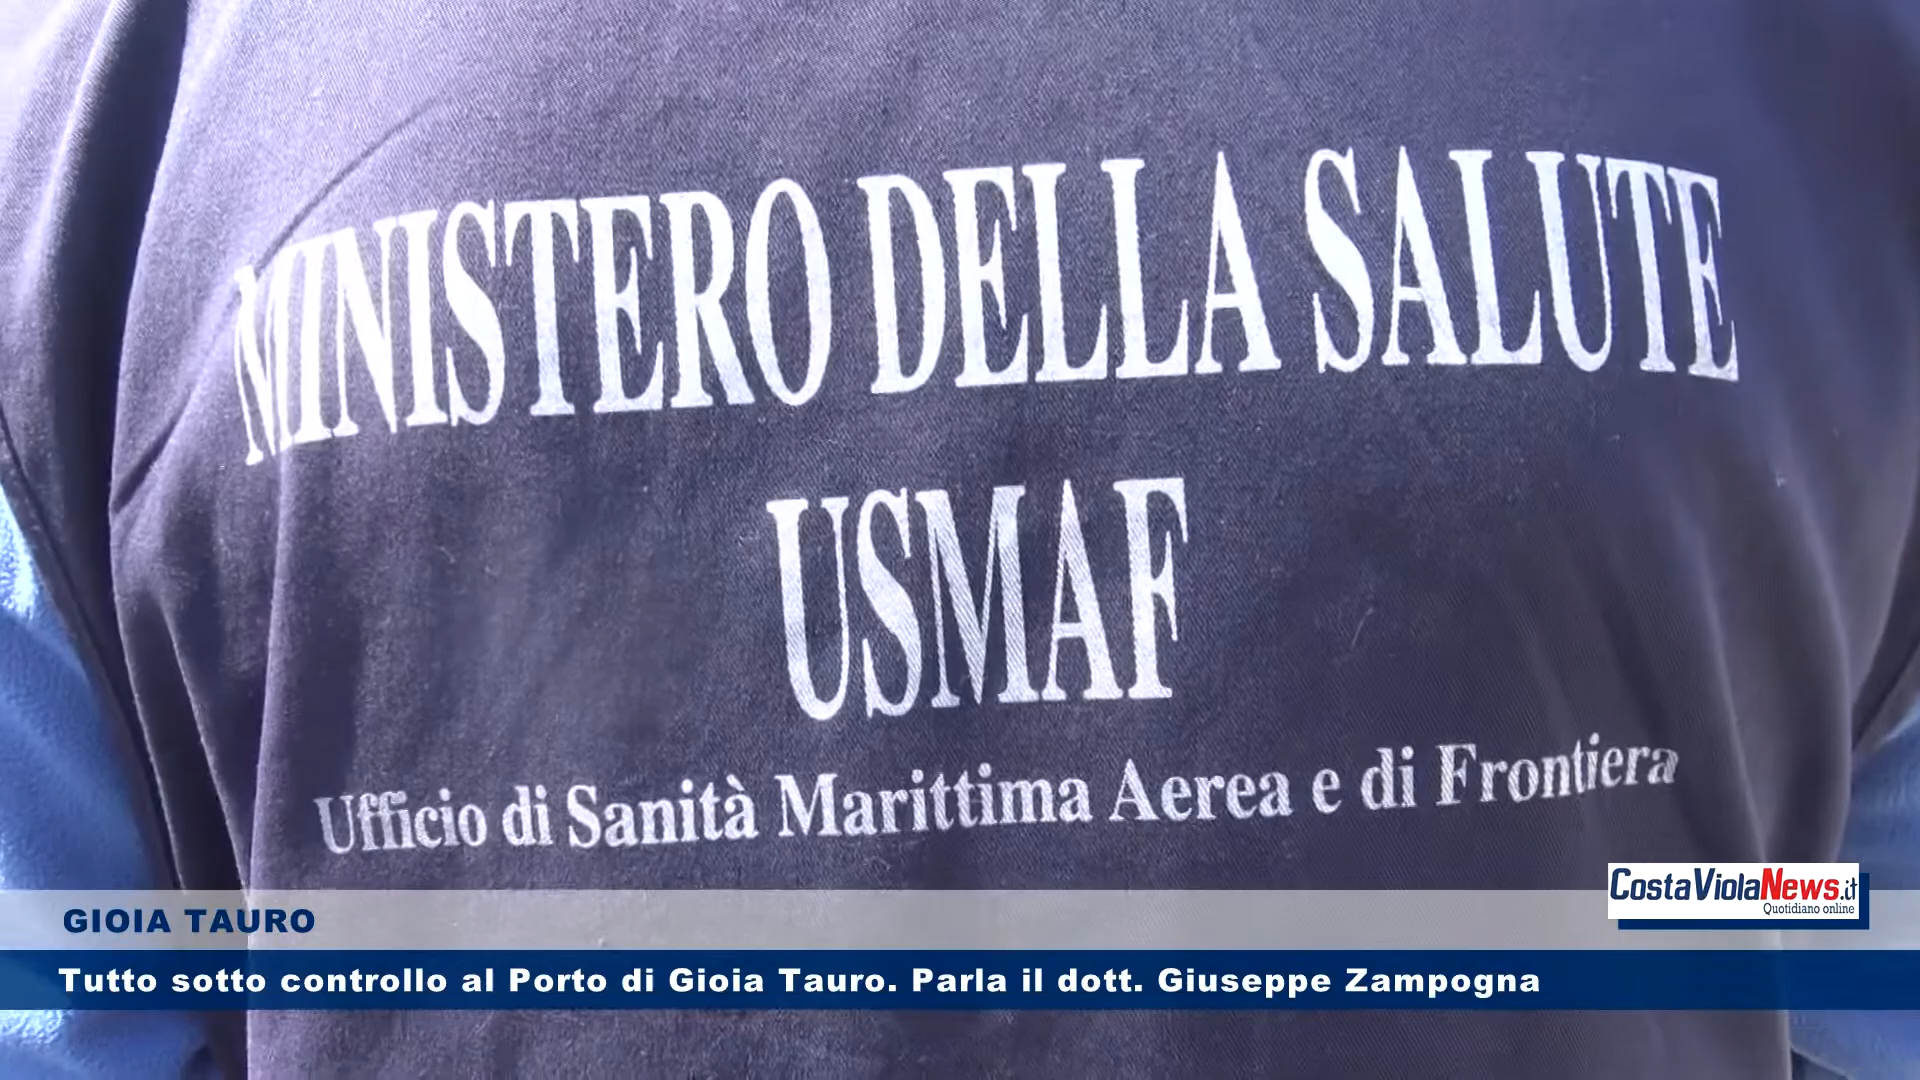 MINISTERO DELLA SALUTE
USMAF
Ufficio di Sanità Marittima Aerea e di Frontiera
CostaViolaNews.it
Quotidiano online
GIOIA TAURO
Tutto sotto controllo al Porto di Gioia Tauro. Parla il dott. Giuseppe Zampogna